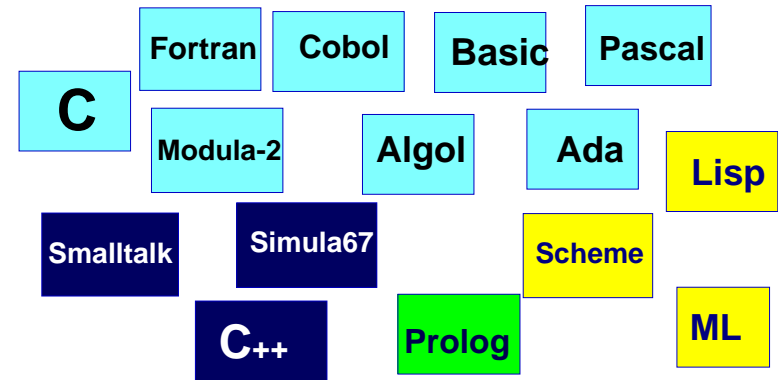 Fortran
Cobol
Basic
Pascal
C
Modula-2
Algol
Ada
Lisp
Smalltalk
Simula67
Scheme
C++
Prolog
ML